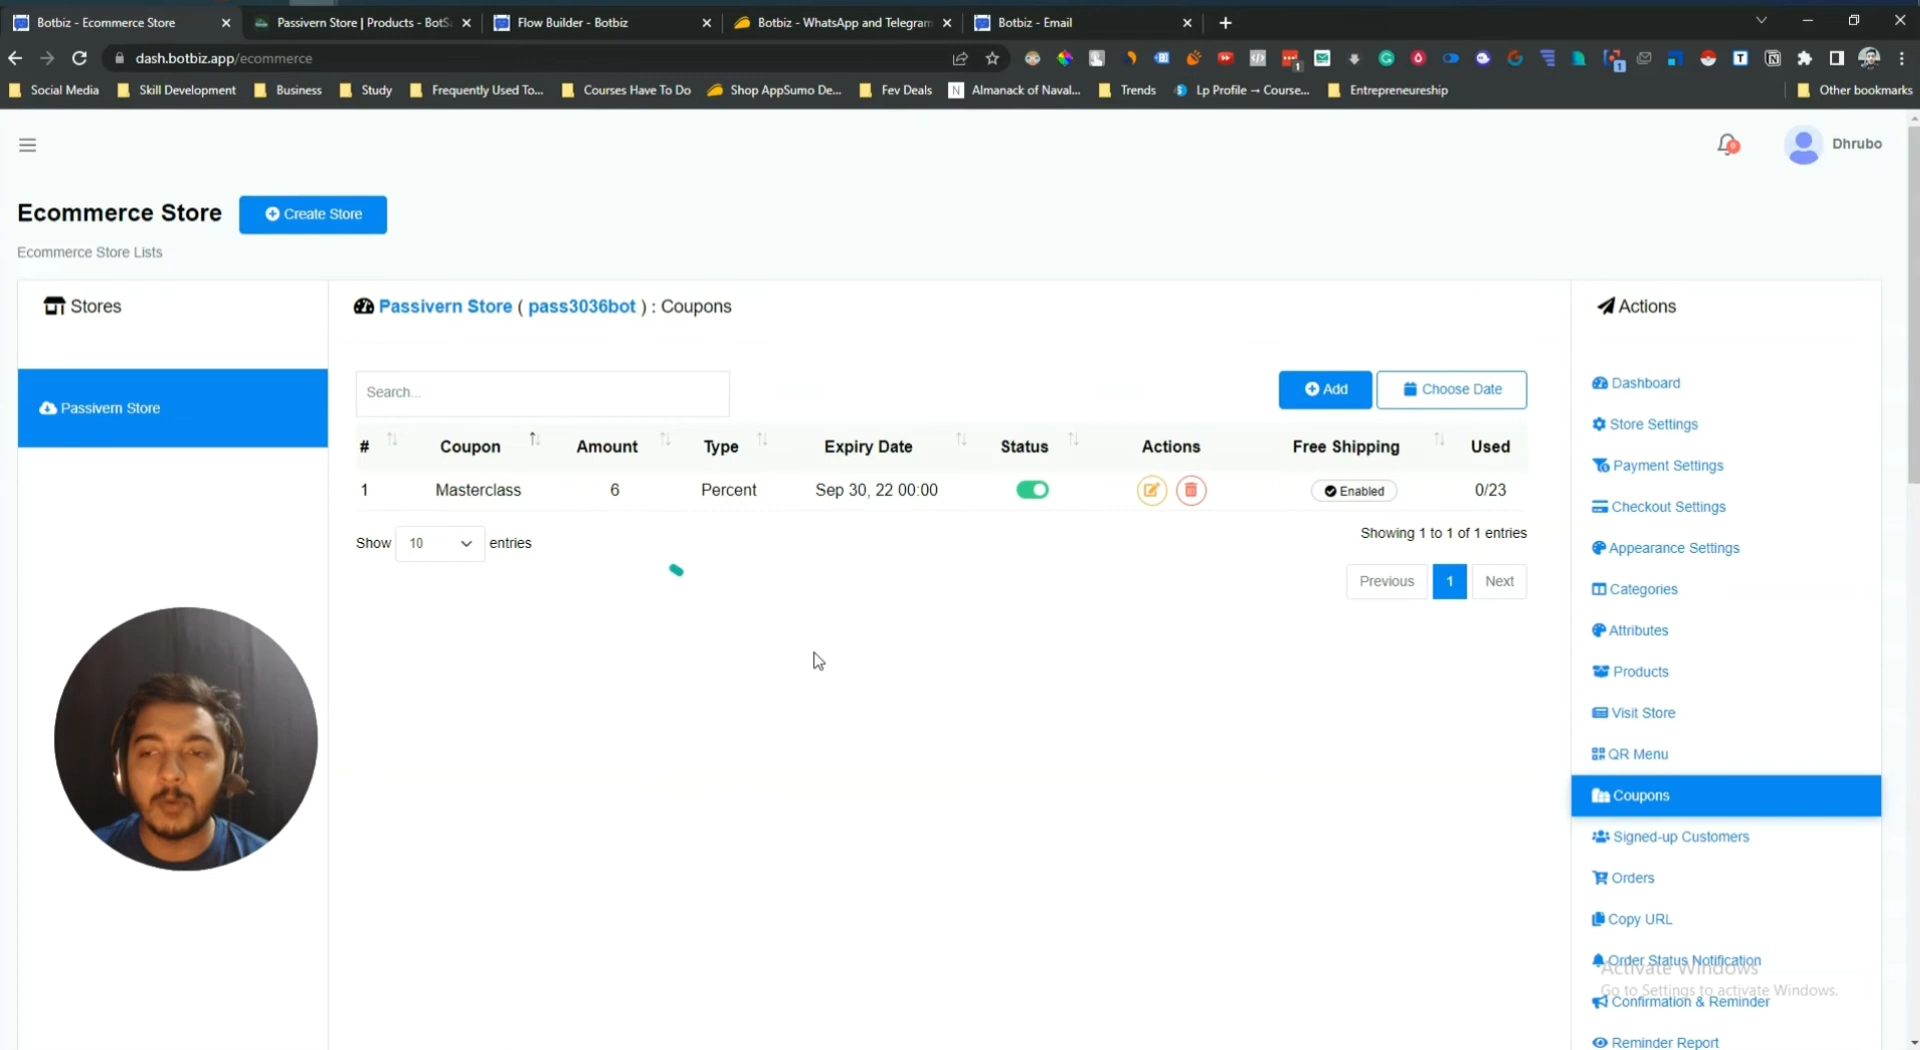 Botbiz - Ecommerce Store
Passivern Store | Products - BotS
Flow Builder - Botbiz
Botbiz - WhatsApp and Telegram
Botbiz - Email
dash.botbiz.app/ecommerce
Social Media
Skill Development
Business
Study
Frequently Used To...
Courses Have To Do
Shop AppSumo De...
Fev Deals
Almanack of Naval...
Trends
Lp Profile → Course...
Entrepreneureship
Other bookmarks
Dhrubo
Ecommerce Store
Create Store
Ecommerce Store Lists
Stores
Passivern Store
Passivern Store ( pass3036bot ) : Coupons
Search...
Add
Choose Date
# Coupon Amount Type Expiry Date Status Actions Free Shipping Used
1 Masterclass 6 Percent Sep 30, 22 00:00 Enabled 0/23
Show 10 entries
Showing 1 to 1 of 1 entries
Previous 1 Next
Actions
Dashboard
Store Settings
Payment Settings
Checkout Settings
Appearance Settings
Categories
Attributes
Products
Visit Store
QR Menu
Coupons
Signed-up Customers
Orders
Copy URL
Order Status Notification
Activate Windows
Go to Settings to activate Windows.
Confirmation & Reminder
Reminder Report